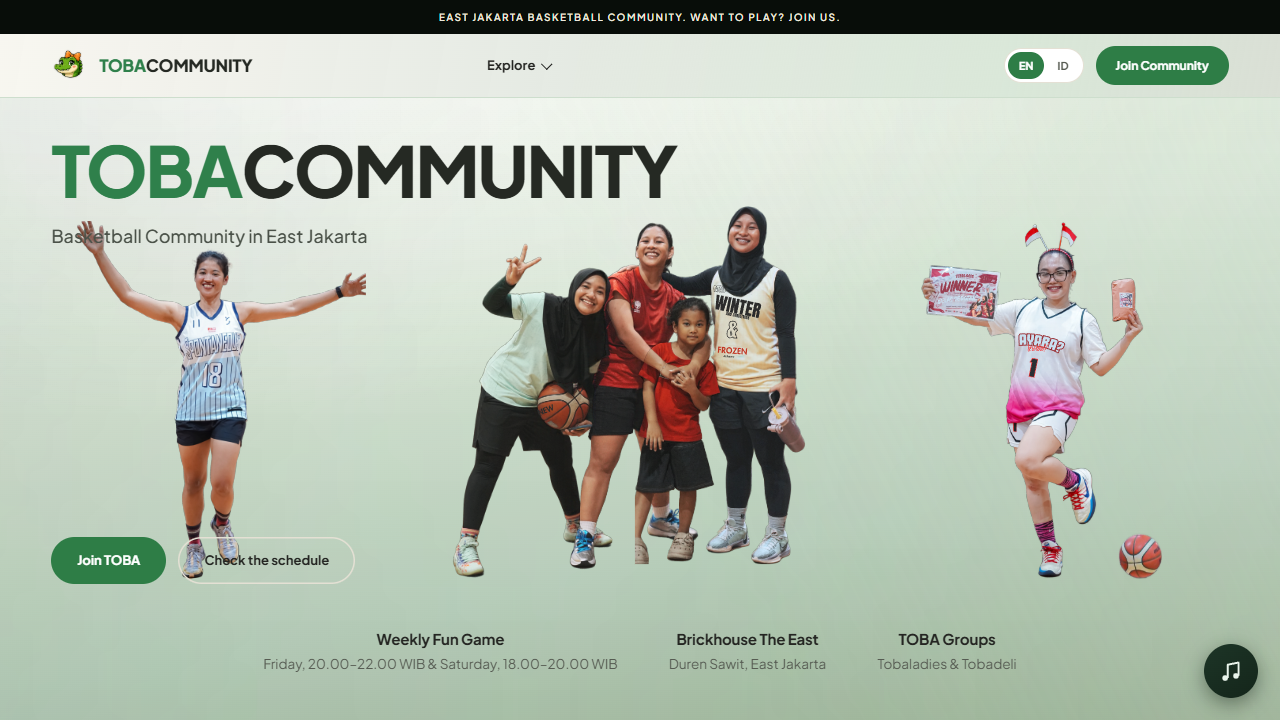 EAST JAKARTA BASKETBALL COMMUNITY. WANT TO PLAY? JOIN US.
TOBACOMMUNITY
Explore
EN
ID
Join Community
TOBACOMMUNITY
Basketball Community in East Jakarta
WINNER
SPONTANEOUS
18
WINTER
&
FROZEN
AYABA?
1
Join TOBA
Check the schedule
Weekly Fun Game
Friday, 20.00–22.00 WIB & Saturday, 18.00–20.00 WIB
Brickhouse The East
Duren Sawit, East Jakarta
TOBA Groups
Tobaladies & Tobadeli